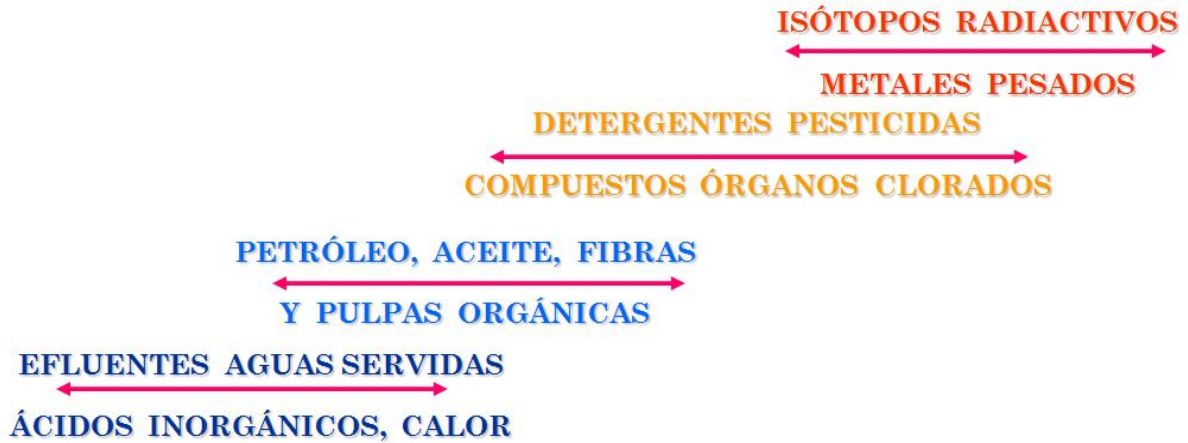 ISÓTOPOS RADIACTIVOS
METALES PESADOS
DETERGENTES PESTICIDAS
COMPUESTOS ÓRGANOS CLORADOS
PETRÓLEO, ACEITE, FIBRAS
Y PULPAS ORGÁNICAS
EFLUENTES AGUAS SERVIDAS
ÁCIDOS INORGÁNICOS, CALOR